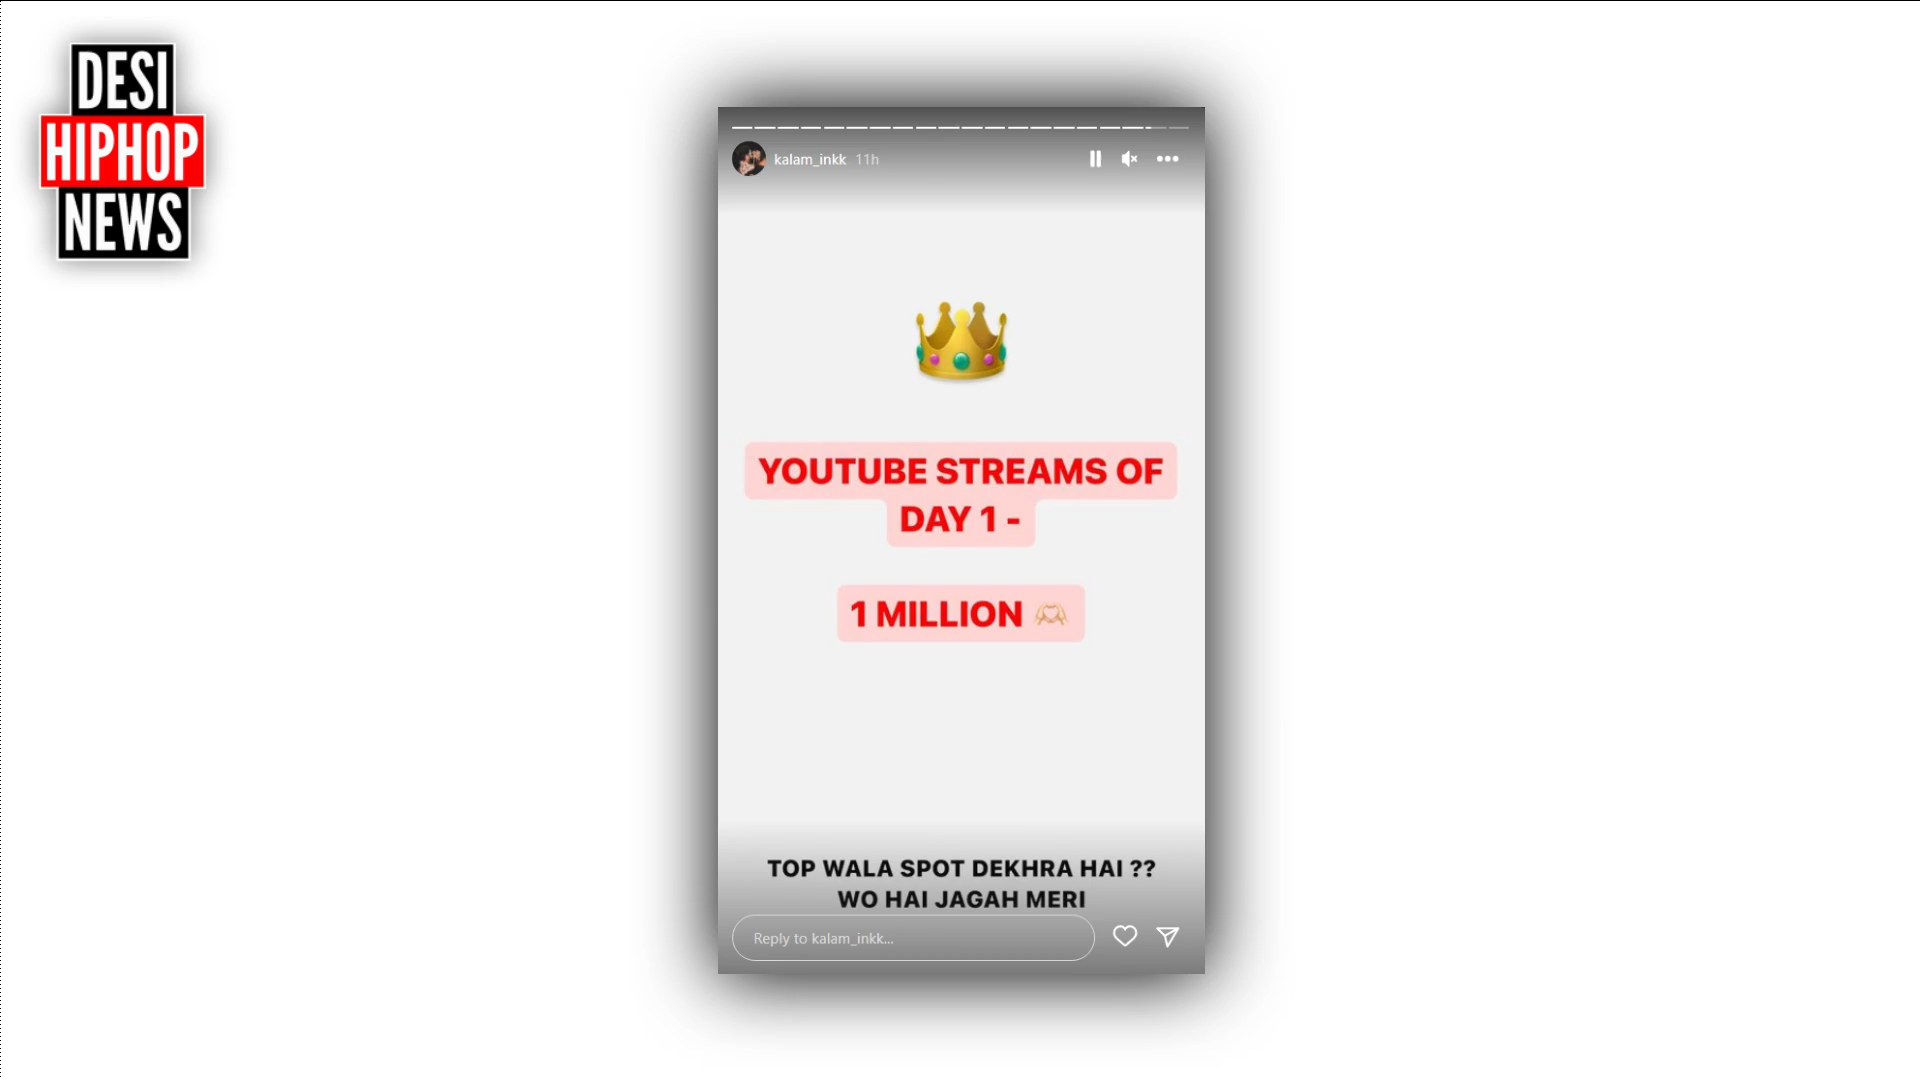 DESI
HIPHOP
NEWS
kalam_inkk 11h
YOUTUBE STREAMS OF
DAY 1 -
1 MILLION 🫶🏻
TOP WALA SPOT DEKHRA HAI ??
WO HAI JAGAH MERI
Reply to kalam_inkk...